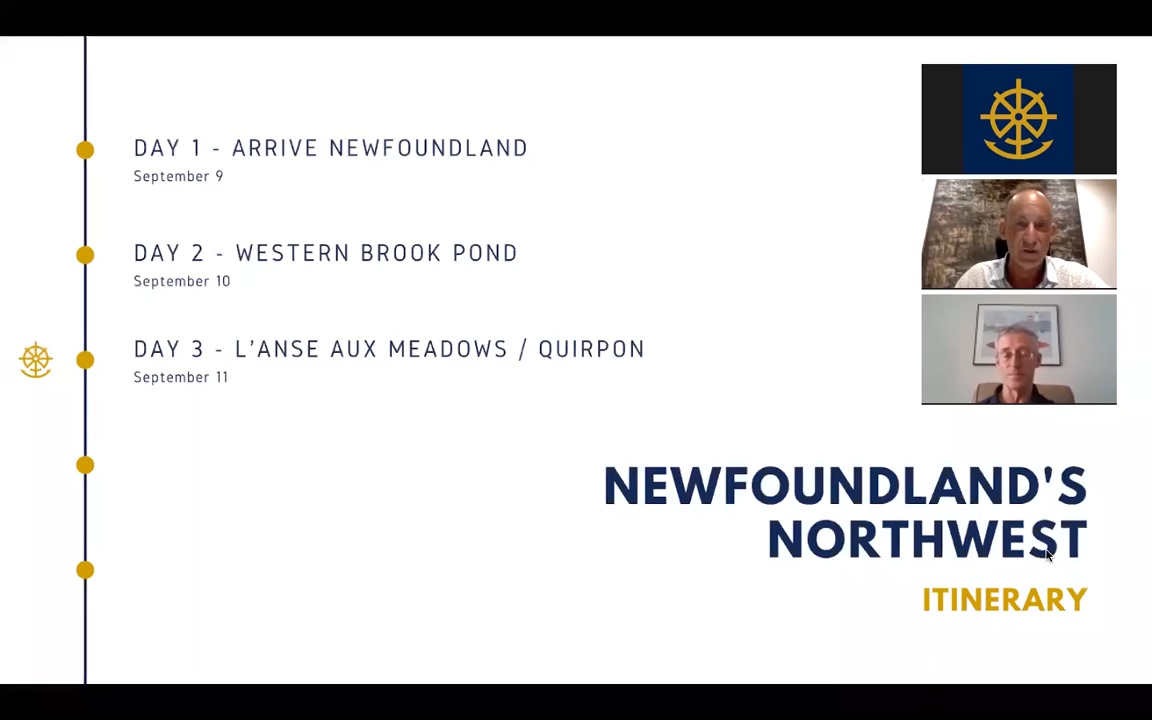 DAY 1 - ARRIVE NEWFOUNDLAND
September 9
DAY 2 - WESTERN BROOK POND
September 10
DAY 3 - L’ANSE AUX MEADOWS / QUIRPON
September 11
NEWFOUNDLAND'S
NORTHWEST
ITINERARY